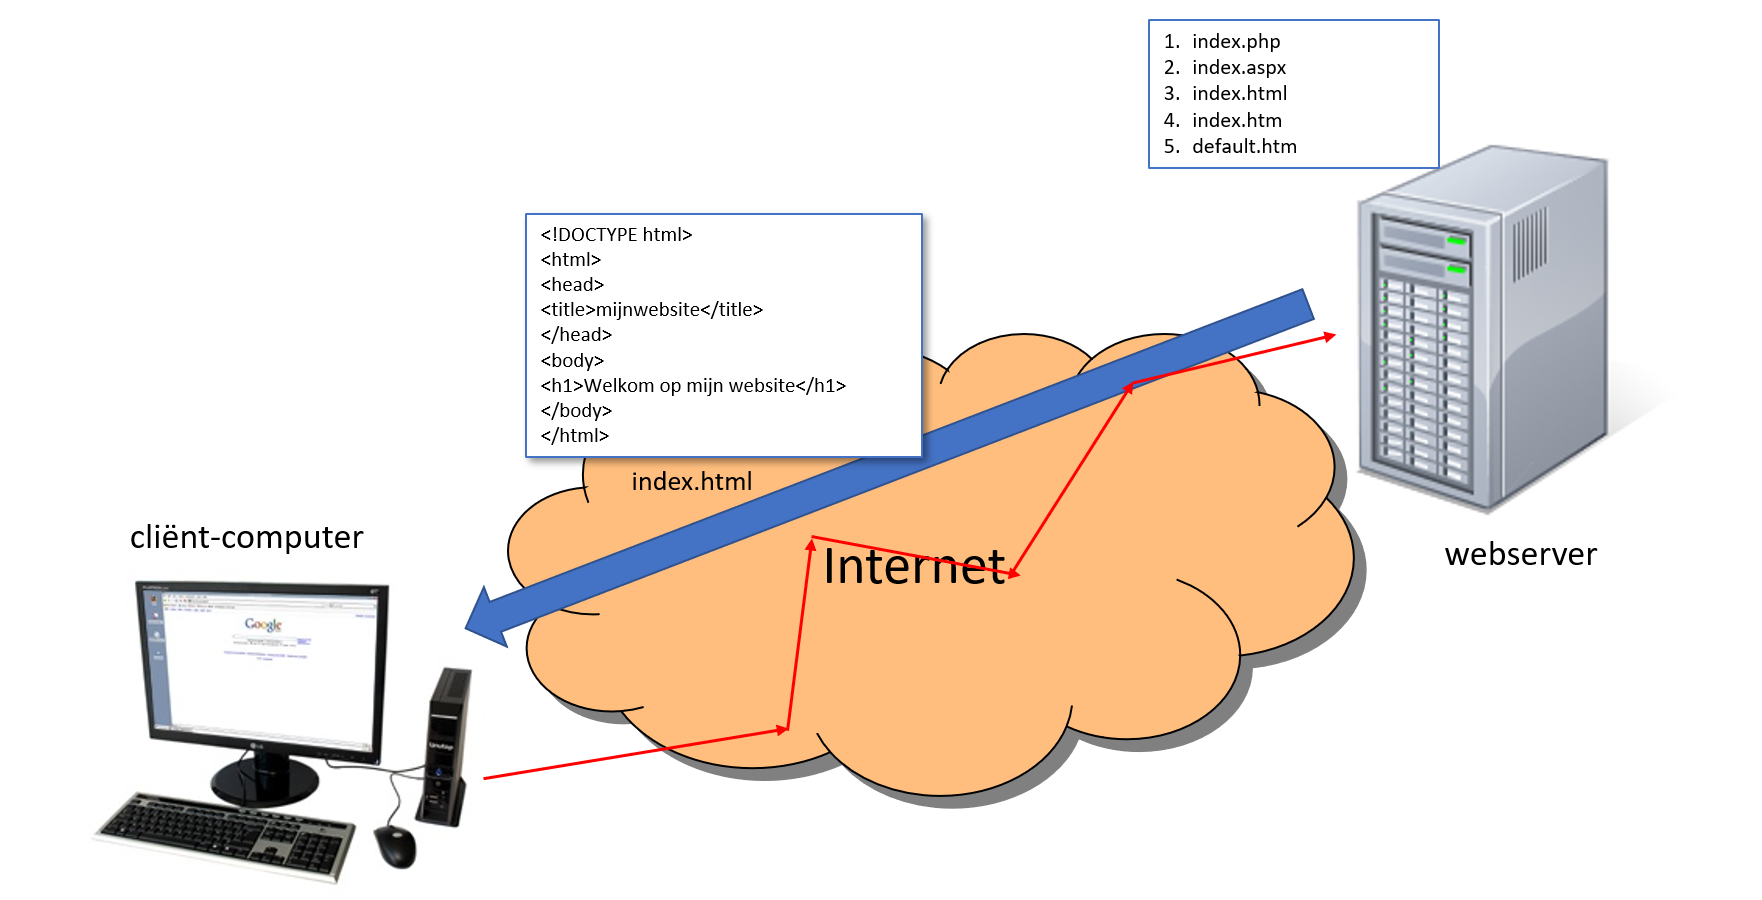 1. index.php
2. index.aspx
3. index.html
4. index.htm
5. default.htm
<!DOCTYPE html>
<html>
<head>
<title>mijnwebsite</title>
</head>
<body>
<h1>Welkom op mijn website</h1>
</body>
</html>
index.html
cliënt-computer
Internet
webserver
Google